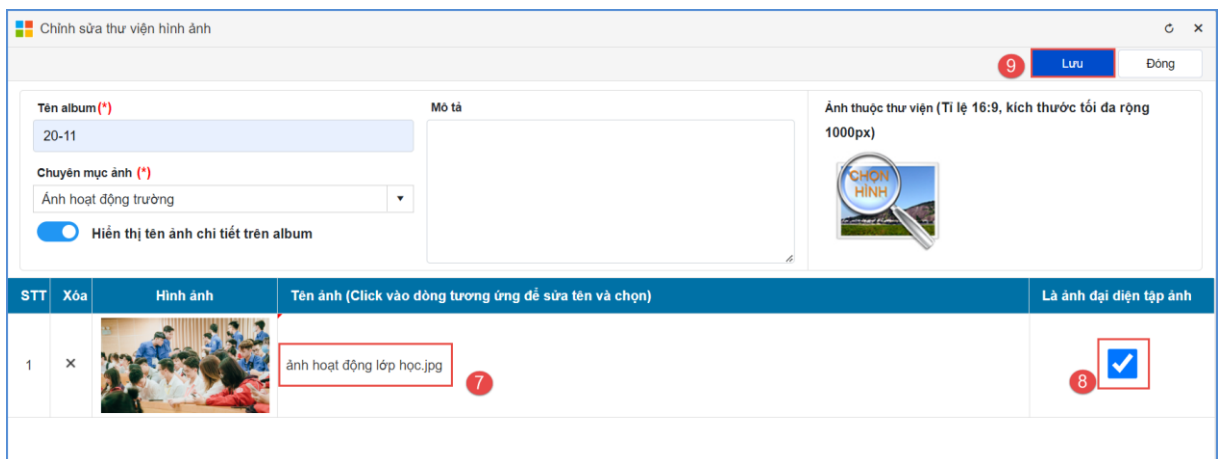 Chỉnh sửa thư viện hình ảnh
9 Lưu Đóng
Tên album (*)
20-11
Chuyên mục ảnh (*)
Ảnh hoạt động trường
Hiển thị tên ảnh chi tiết trên album
Mô tả
Ảnh thuộc thư viện (Tỉ lệ 16:9, kích thước tối đa rộng
1000px)
CHỌN
HÌNH
STT Xóa Hình ảnh Tên ảnh (Click vào dòng tương ứng để sửa tên và chọn) Là ảnh đại diện tập ảnh
1 ảnh hoạt động lớp học.jpg 7 8